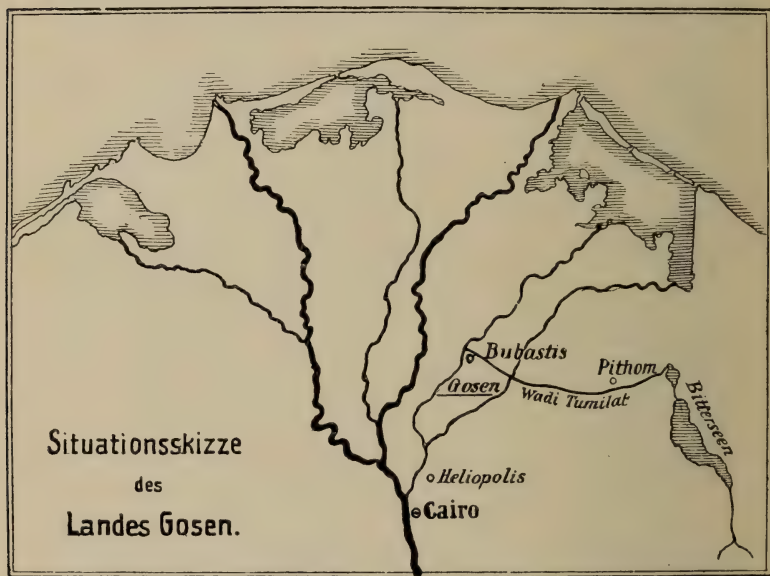 Bubastis
Pithom
Gosen
Wadi Tumilat
Bitterseen
Heliopolis
Cairo
Situationsskizze
des
Landes Gosen.